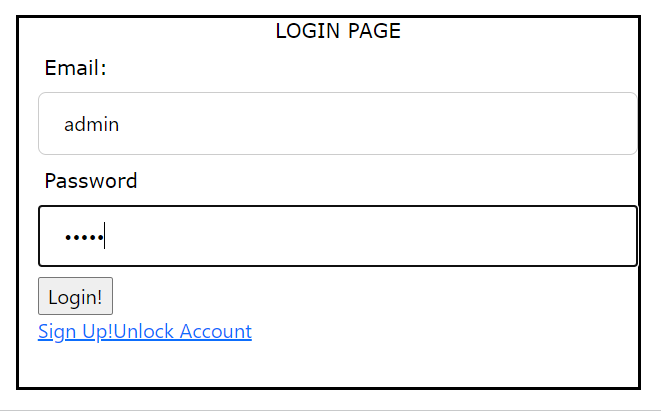 LOGIN PAGE
Email:
admin
Password
•••••
Login!
Sign Up!Unlock Account